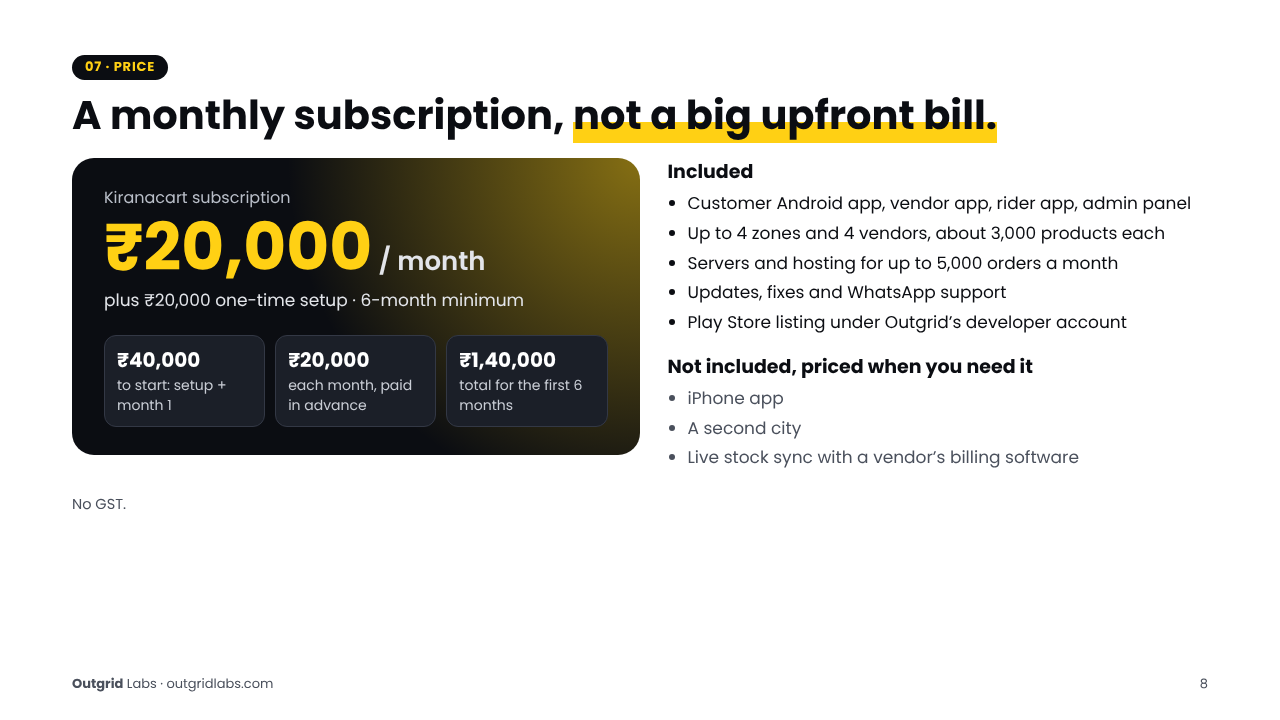 07 · PRICE
A monthly subscription, not a big upfront bill.
Kiranacart subscription
₹20,000 / month
plus ₹20,000 one-time setup · 6-month minimum
₹40,000
to start: setup +
month 1
₹20,000
each month, paid
in advance
₹1,40,000
total for the first 6
months
No GST.
Included
• Customer Android app, vendor app, rider app, admin panel
• Up to 4 zones and 4 vendors, about 3,000 products each
• Servers and hosting for up to 5,000 orders a month
• Updates, fixes and WhatsApp support
• Play Store listing under Outgrid’s developer account
Not included, priced when you need it
• iPhone app
• A second city
• Live stock sync with a vendor’s billing software
Outgrid Labs · outgridlabs.com
8